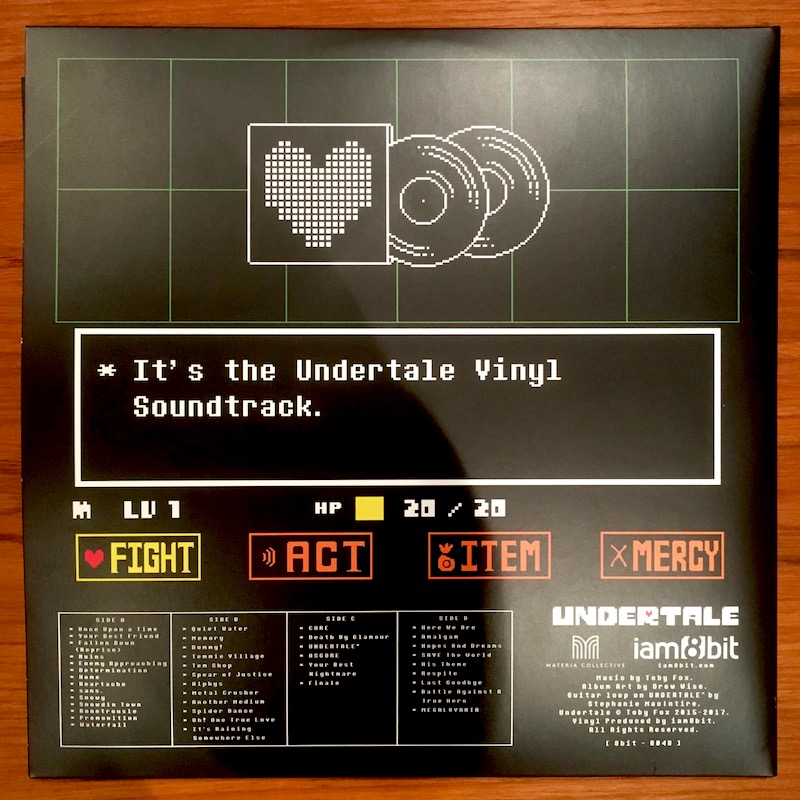 * It's the Undertale Vinyl
Soundtrack.
M LV 1 HP 20 / 20
FIGHT ACT ITEM MERCY
SIDE A
* Once Upon a Time
* Your Best Friend
* Fallen Down
(Reprise)
* Ruins
* Enemy Approaching
* Determination
* Home
* Heartache
* sans.
* Snowy
* Snowdin Town
* Bonetrousle
* Premonition
* Waterfall
SIDE B
* Quiet Water
* Memory
* Dummy!
* Temmie Village
* Tem Shop
* Spear of Justice
* Alphys
* Metal Crusher
* Another Medium
* Spider Dance
* Oh! One True Love
* It's Raining
Somewhere Else
SIDE C
* CORE
* Death By Glamour
* UNDERTALE*
* ASGORE
* Your Best
Nightmare
* Finale
SIDE D
* Here We Are
* Amalgam
* Hopes And Dreams
* SAVE The World
* His Theme
* Respite
* Last Goodbye
* Battle Against A
True Hero
* MEGALOVANIA
UNDERTALE
MATERIA COLLECTIVE
iam8bit
iam8bit.com
Music by Toby Fox.
Album Art by Drew Wise.
Guitar loop on UNDERTALE* by
Stephanie MacIntire.
Undertale © Toby Fox 2015-2017.
Vinyl Produced by iam8bit.
All Rights Reserved.
[ 8bit - 8048 ]